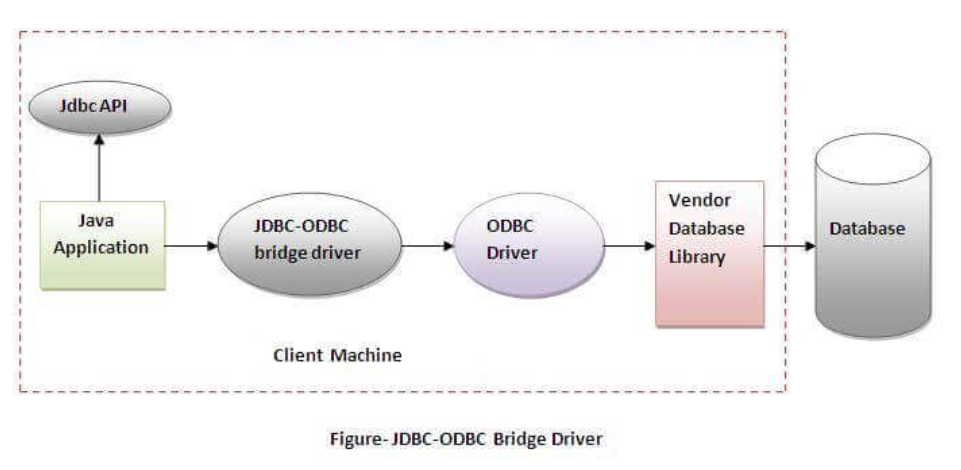 Jdbc API
Java
Application
JDBC-ODBC
bridge driver
ODBC
Driver
Vendor
Database
Library
Database
Client Machine
Figure- JDBC-ODBC Bridge Driver